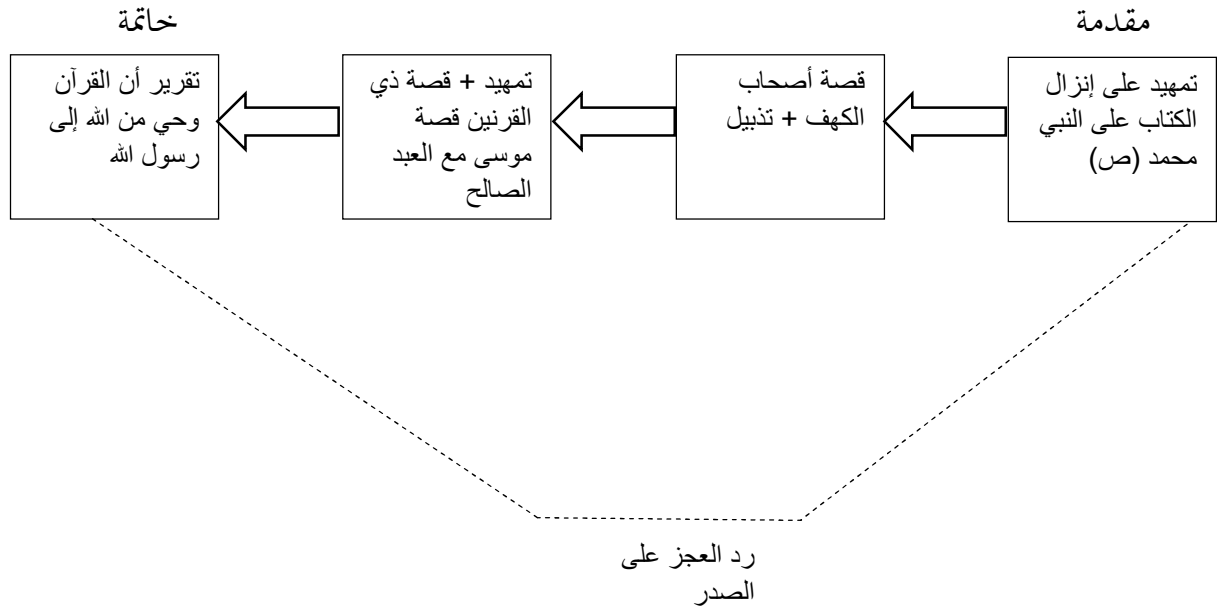 مقدمة
خاتمة
تمهيد على إنزال
الكتاب على النبي
محمد (ص)
قصة أصحاب
الكهف + تذبيل
تمهيد + قصة ذي
القرنين قصة
موسى مع العبد
الصالح
تقرير أن القرآن
وحي من الله إلى
رسول الله
رد العجز على
الصدر